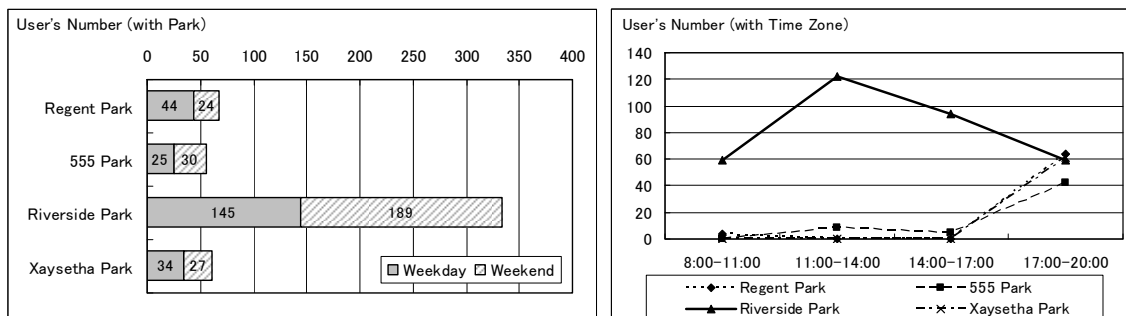 User's Number (with Park)
0 50 100 150 200 250 300 350 400
Regent Park 44 24
555 Park 25 30
Riverside Park 145 189
Xaysetha Park 34 27
Weekday Weekend
User's Number (with Time Zone)
140
120
100
80
60
40
20
0
8:00-11:00 11:00-14:00 14:00-17:00 17:00-20:00
Regent Park 555 Park
Riverside Park Xaysetha Park